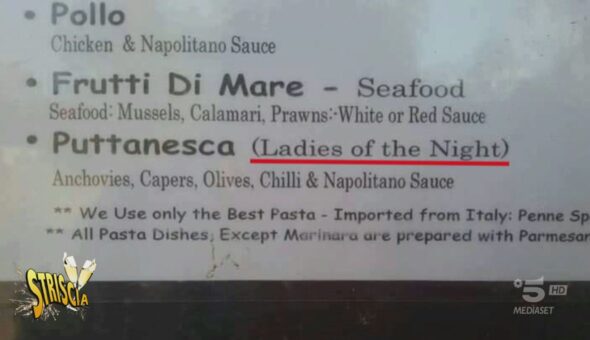 • Pollo
Chicken & Napolitano Sauce
• Frutti Di Mare - Seafood
Seafood: Mussels, Calamari, Prawns:-White or Red Sauce
• Puttanesca (Ladies of the Night)
Anchovies, Capers, Olives, Chilli & Napolitano Sauce
** We Use only the Best Pasta - Imported from Italy: Penne Sp
** All Pasta Dishes, Except Marinara are prepared with Parmesan
STRISCIA
5 HD
MEDIASET